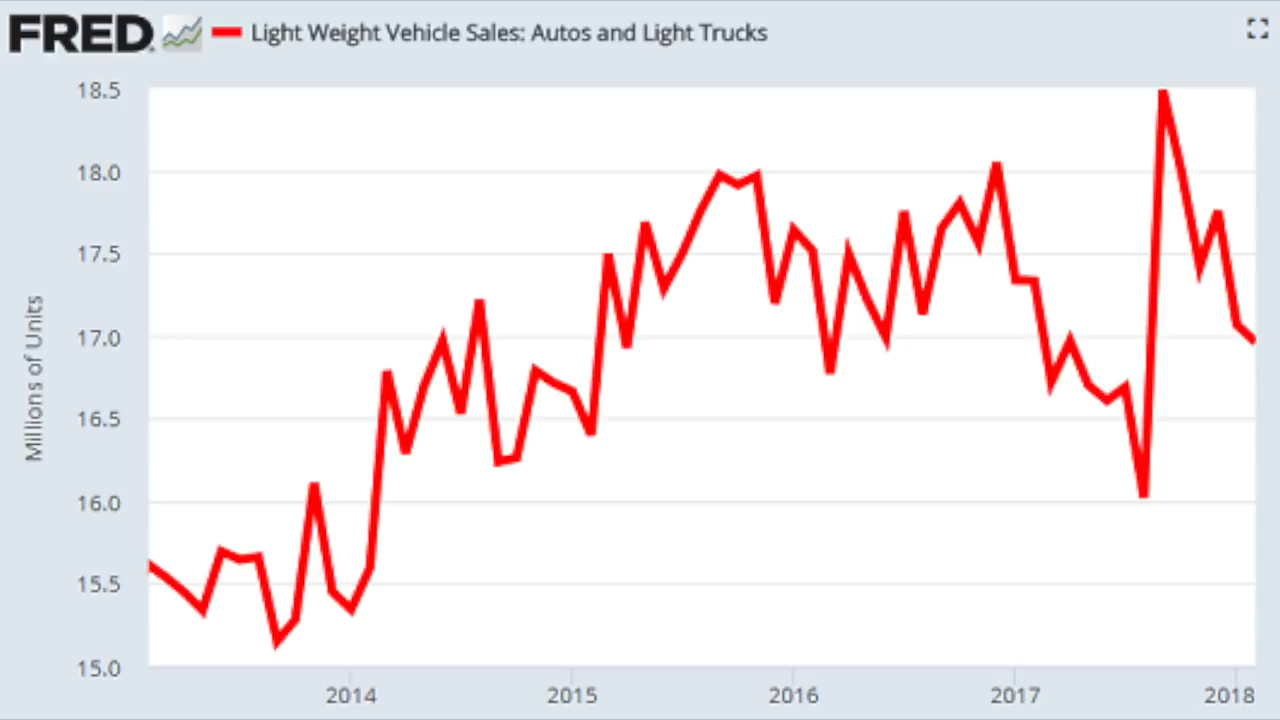 FRED Light Weight Vehicle Sales: Autos and Light Trucks
18.5
18.0
17.5
17.0
16.5
16.0
15.5
15.0
Millions of Units
2014 2015 2016 2017 2018